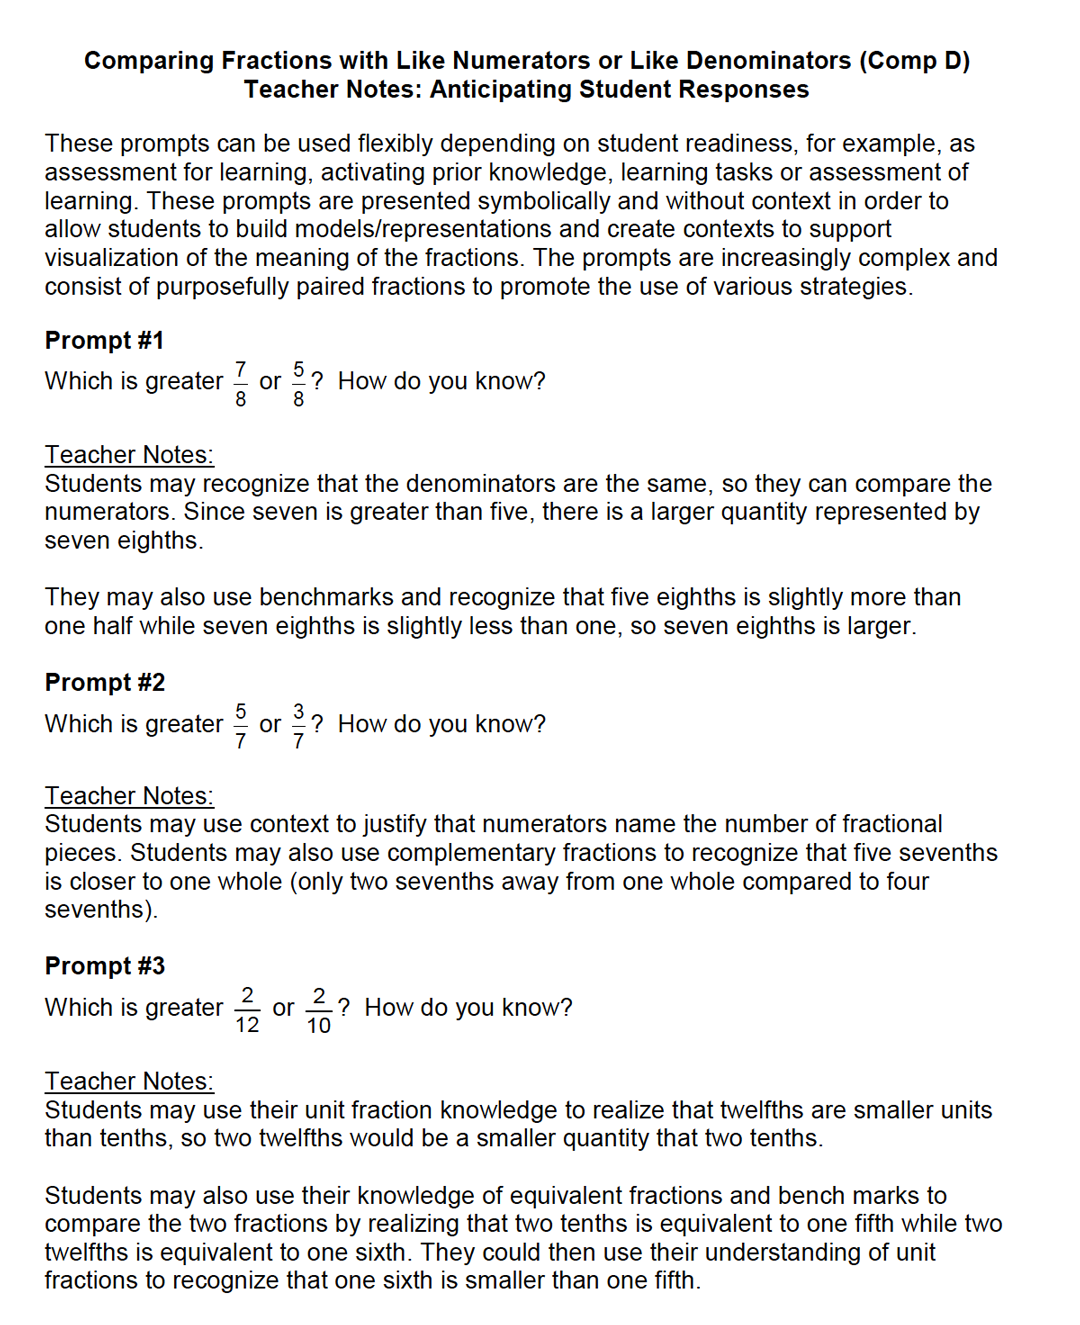 Comparing Fractions with Like Numerators or Like Denominators (Comp D)
Teacher Notes: Anticipating Student Responses
These prompts can be used flexibly depending on student readiness, for example, as
assessment for learning, activating prior knowledge, learning tasks or assessment of
learning. These prompts are presented symbolically and without context in order to
allow students to build models/representations and create contexts to support
visualization of the meaning of the fractions. The prompts are increasingly complex and
consist of purposefully paired fractions to promote the use of various strategies.
Prompt #1
Which is greater 7/8 or 5/8? How do you know?
Teacher Notes:
Students may recognize that the denominators are the same, so they can compare the
numerators. Since seven is greater than five, there is a larger quantity represented by
seven eighths.
They may also use benchmarks and recognize that five eighths is slightly more than
one half while seven eighths is slightly less than one, so seven eighths is larger.
Prompt #2
Which is greater 5/7 or 3/7? How do you know?
Teacher Notes:
Students may use context to justify that numerators name the number of fractional
pieces. Students may also use complementary fractions to recognize that five sevenths
is closer to one whole (only two sevenths away from one whole compared to four
sevenths).
Prompt #3
Which is greater 2/12 or 2/10? How do you know?
Teacher Notes:
Students may use their unit fraction knowledge to realize that twelfths are smaller units
than tenths, so two twelfths would be a smaller quantity that two tenths.
Students may also use their knowledge of equivalent fractions and bench marks to
compare the two fractions by realizing that two tenths is equivalent to one fifth while two
twelfths is equivalent to one sixth. They could then use their understanding of unit
fractions to recognize that one sixth is smaller than one fifth.